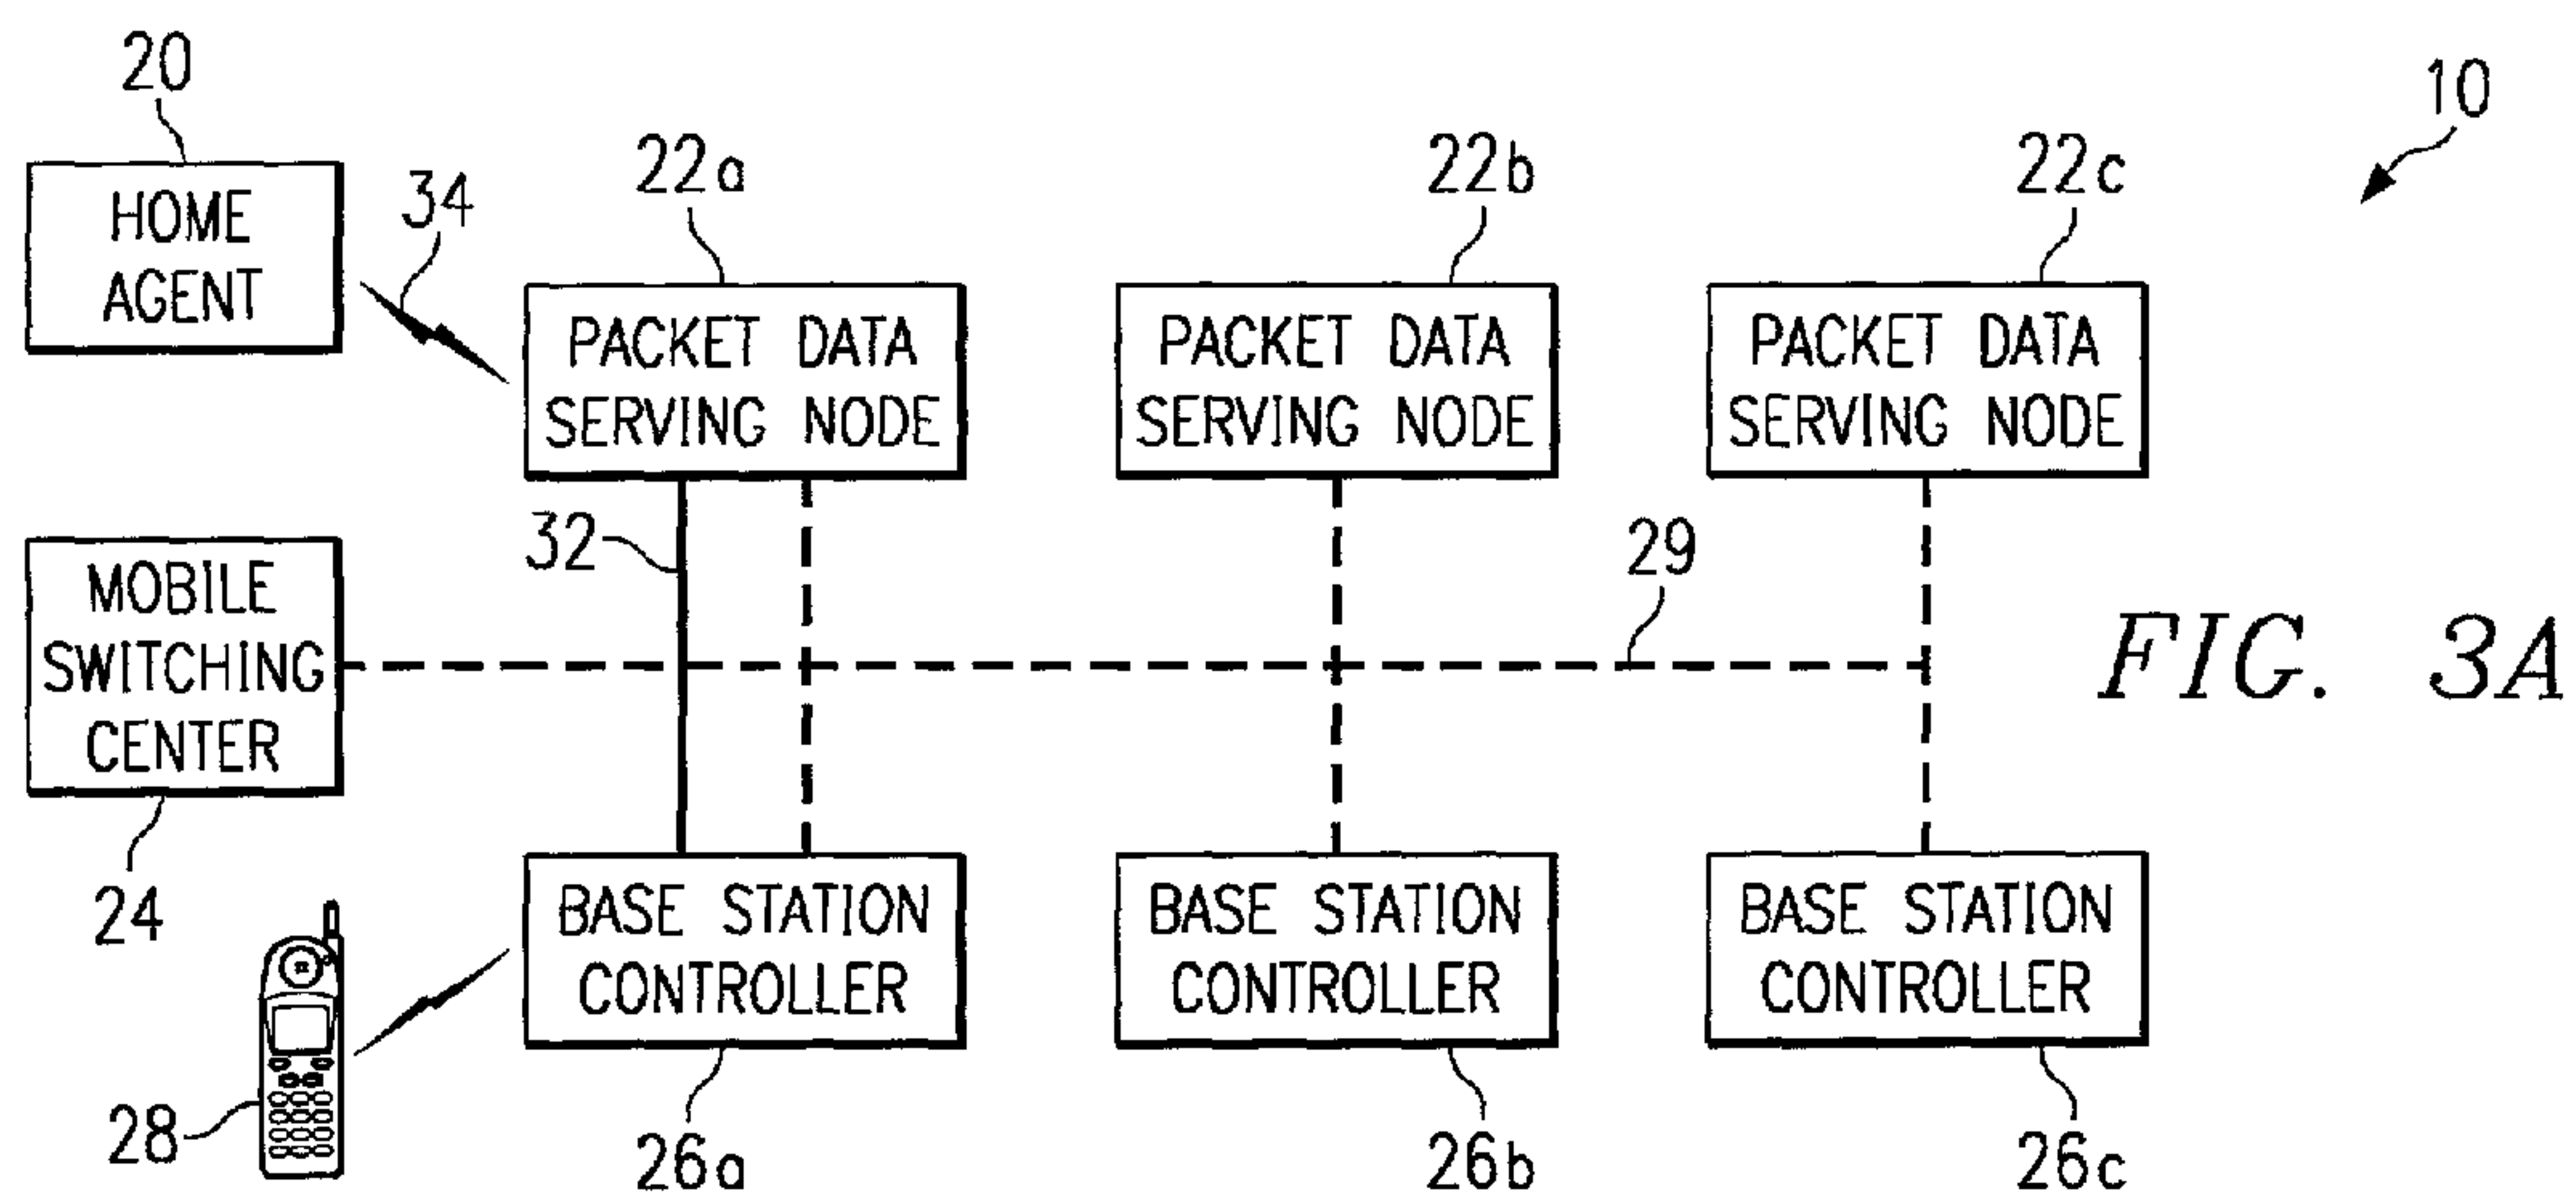 20
10
34
22a
22b
22c
HOME
AGENT
PACKET DATA
SERVING NODE
PACKET DATA
SERVING NODE
PACKET DATA
SERVING NODE
32
29
MOBILE
SWITCHING
CENTER
FIG. 3A
24
BASE STATION
CONTROLLER
BASE STATION
CONTROLLER
BASE STATION
CONTROLLER
28
26a
26b
26c